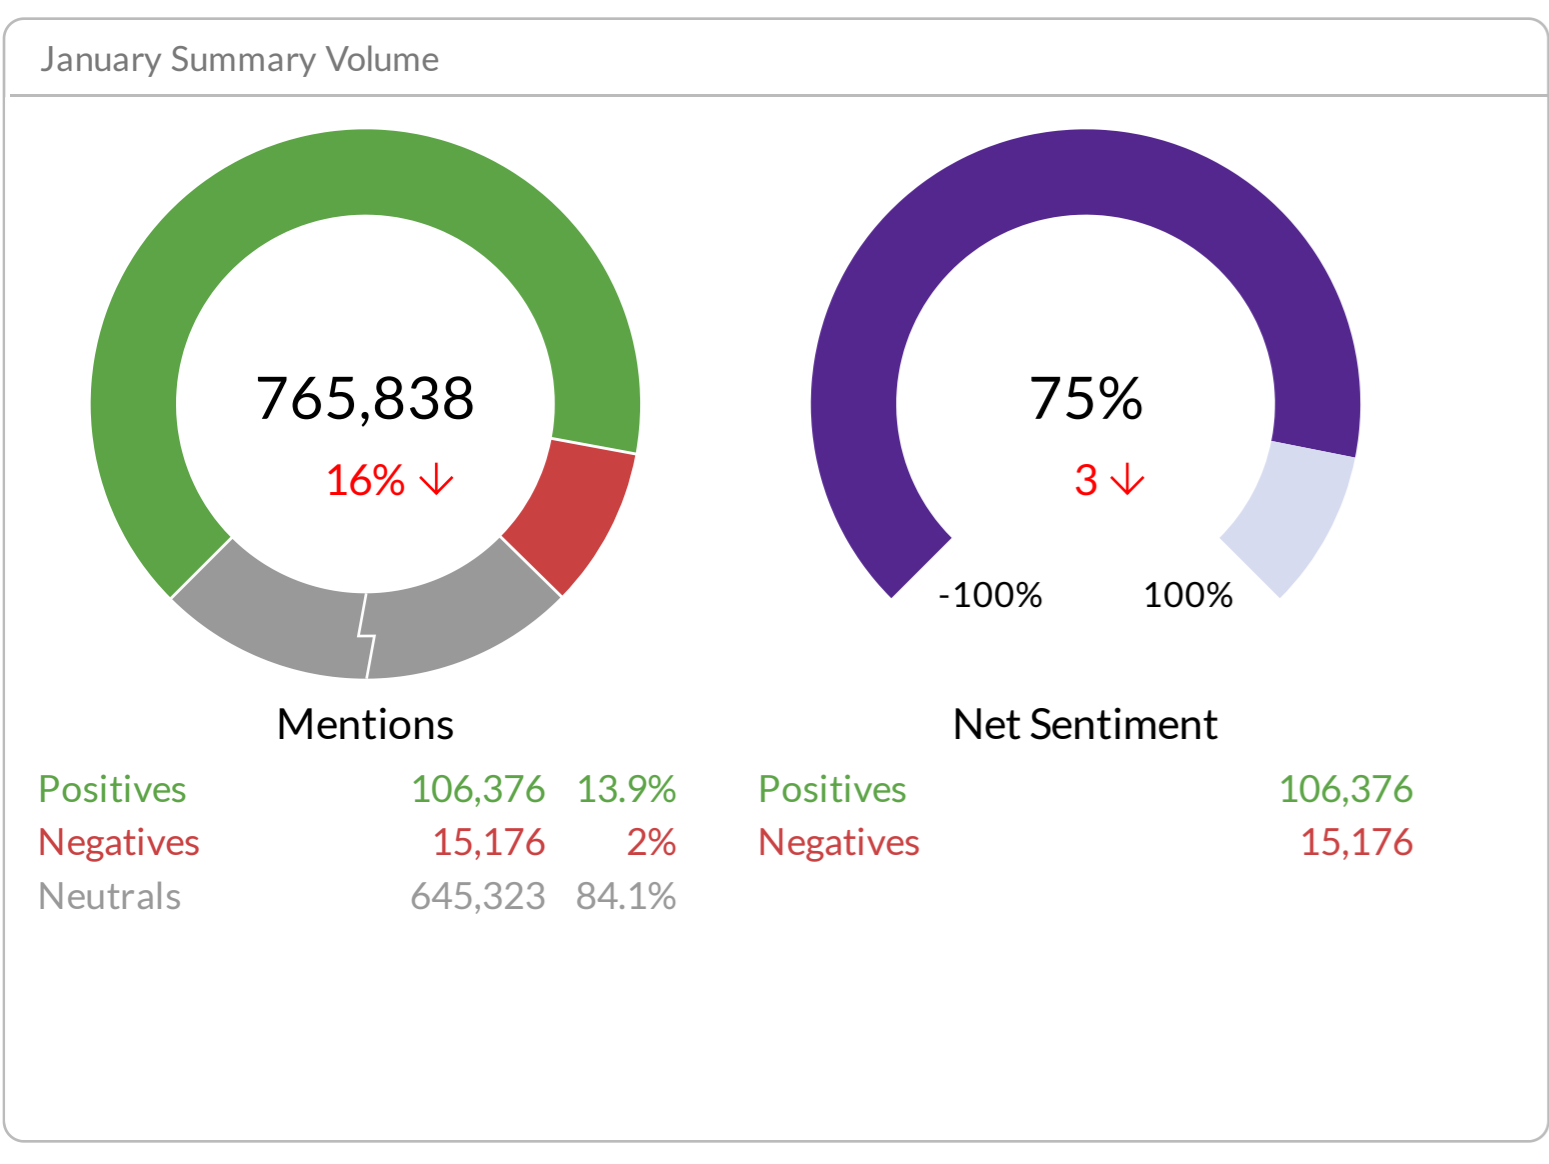 January Summary Volume
765,838
16% ↓
Mentions
Positives 106,376 13.9%
Negatives 15,176 2%
Neutrals 645,323 84.1%
75%
3 ↓
-100% 100%
Net Sentiment
Positives 106,376
Negatives 15,176